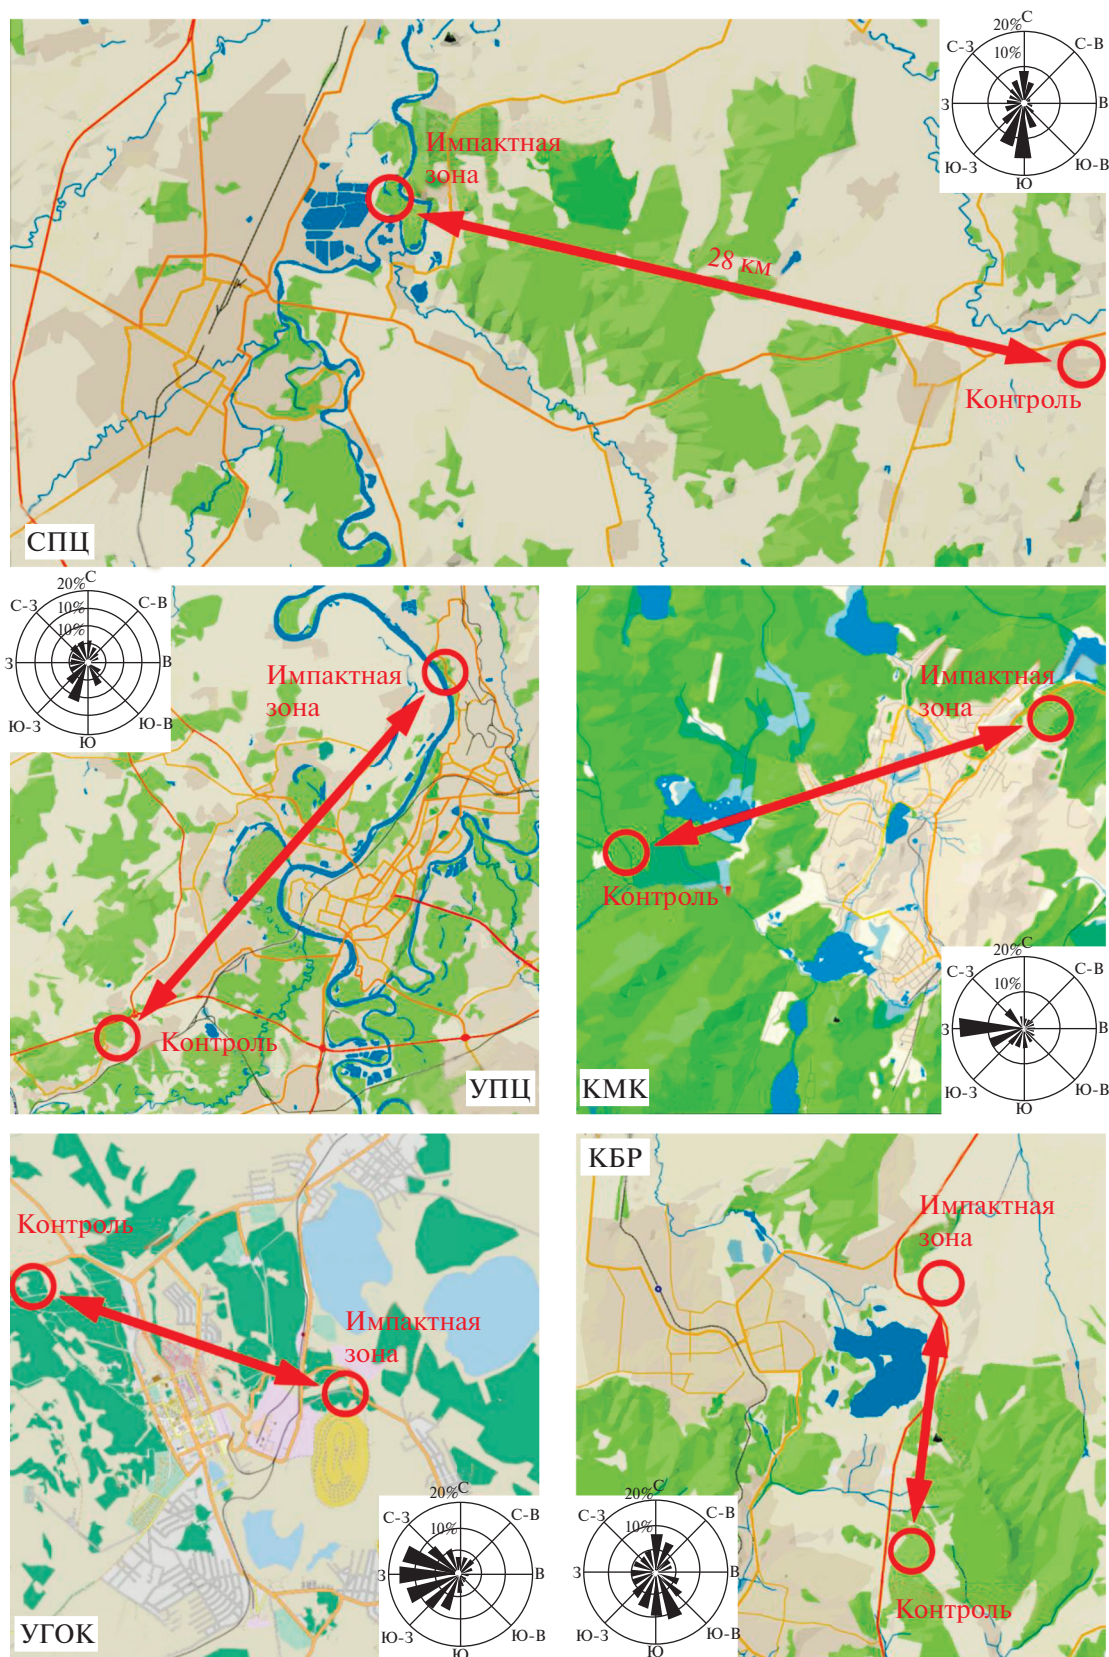 С
20%
С-З
С-В
10%
З
В
Ю-З
Ю-В
Ю
Импактная
зона
28 км
Контроль
СПЦ
С
20%
С-З
С-В
10%
10%
З
В
Ю-З
Ю-В
Ю
Импактная
зона
Контроль
УПЦ
Импактная
зона
Контроль
С
20%
С-З
С-В
10%
З
В
Ю-З
Ю-В
Ю
КМК
Контроль
Импактная
зона
С
20%
С-З
С-В
10%
З
В
Ю-З
Ю-В
Ю
УГОК
КБР
Импактная
зона
Контроль
С
20%
С-З
С-В
10%
З
В
Ю-З
Ю-В
Ю